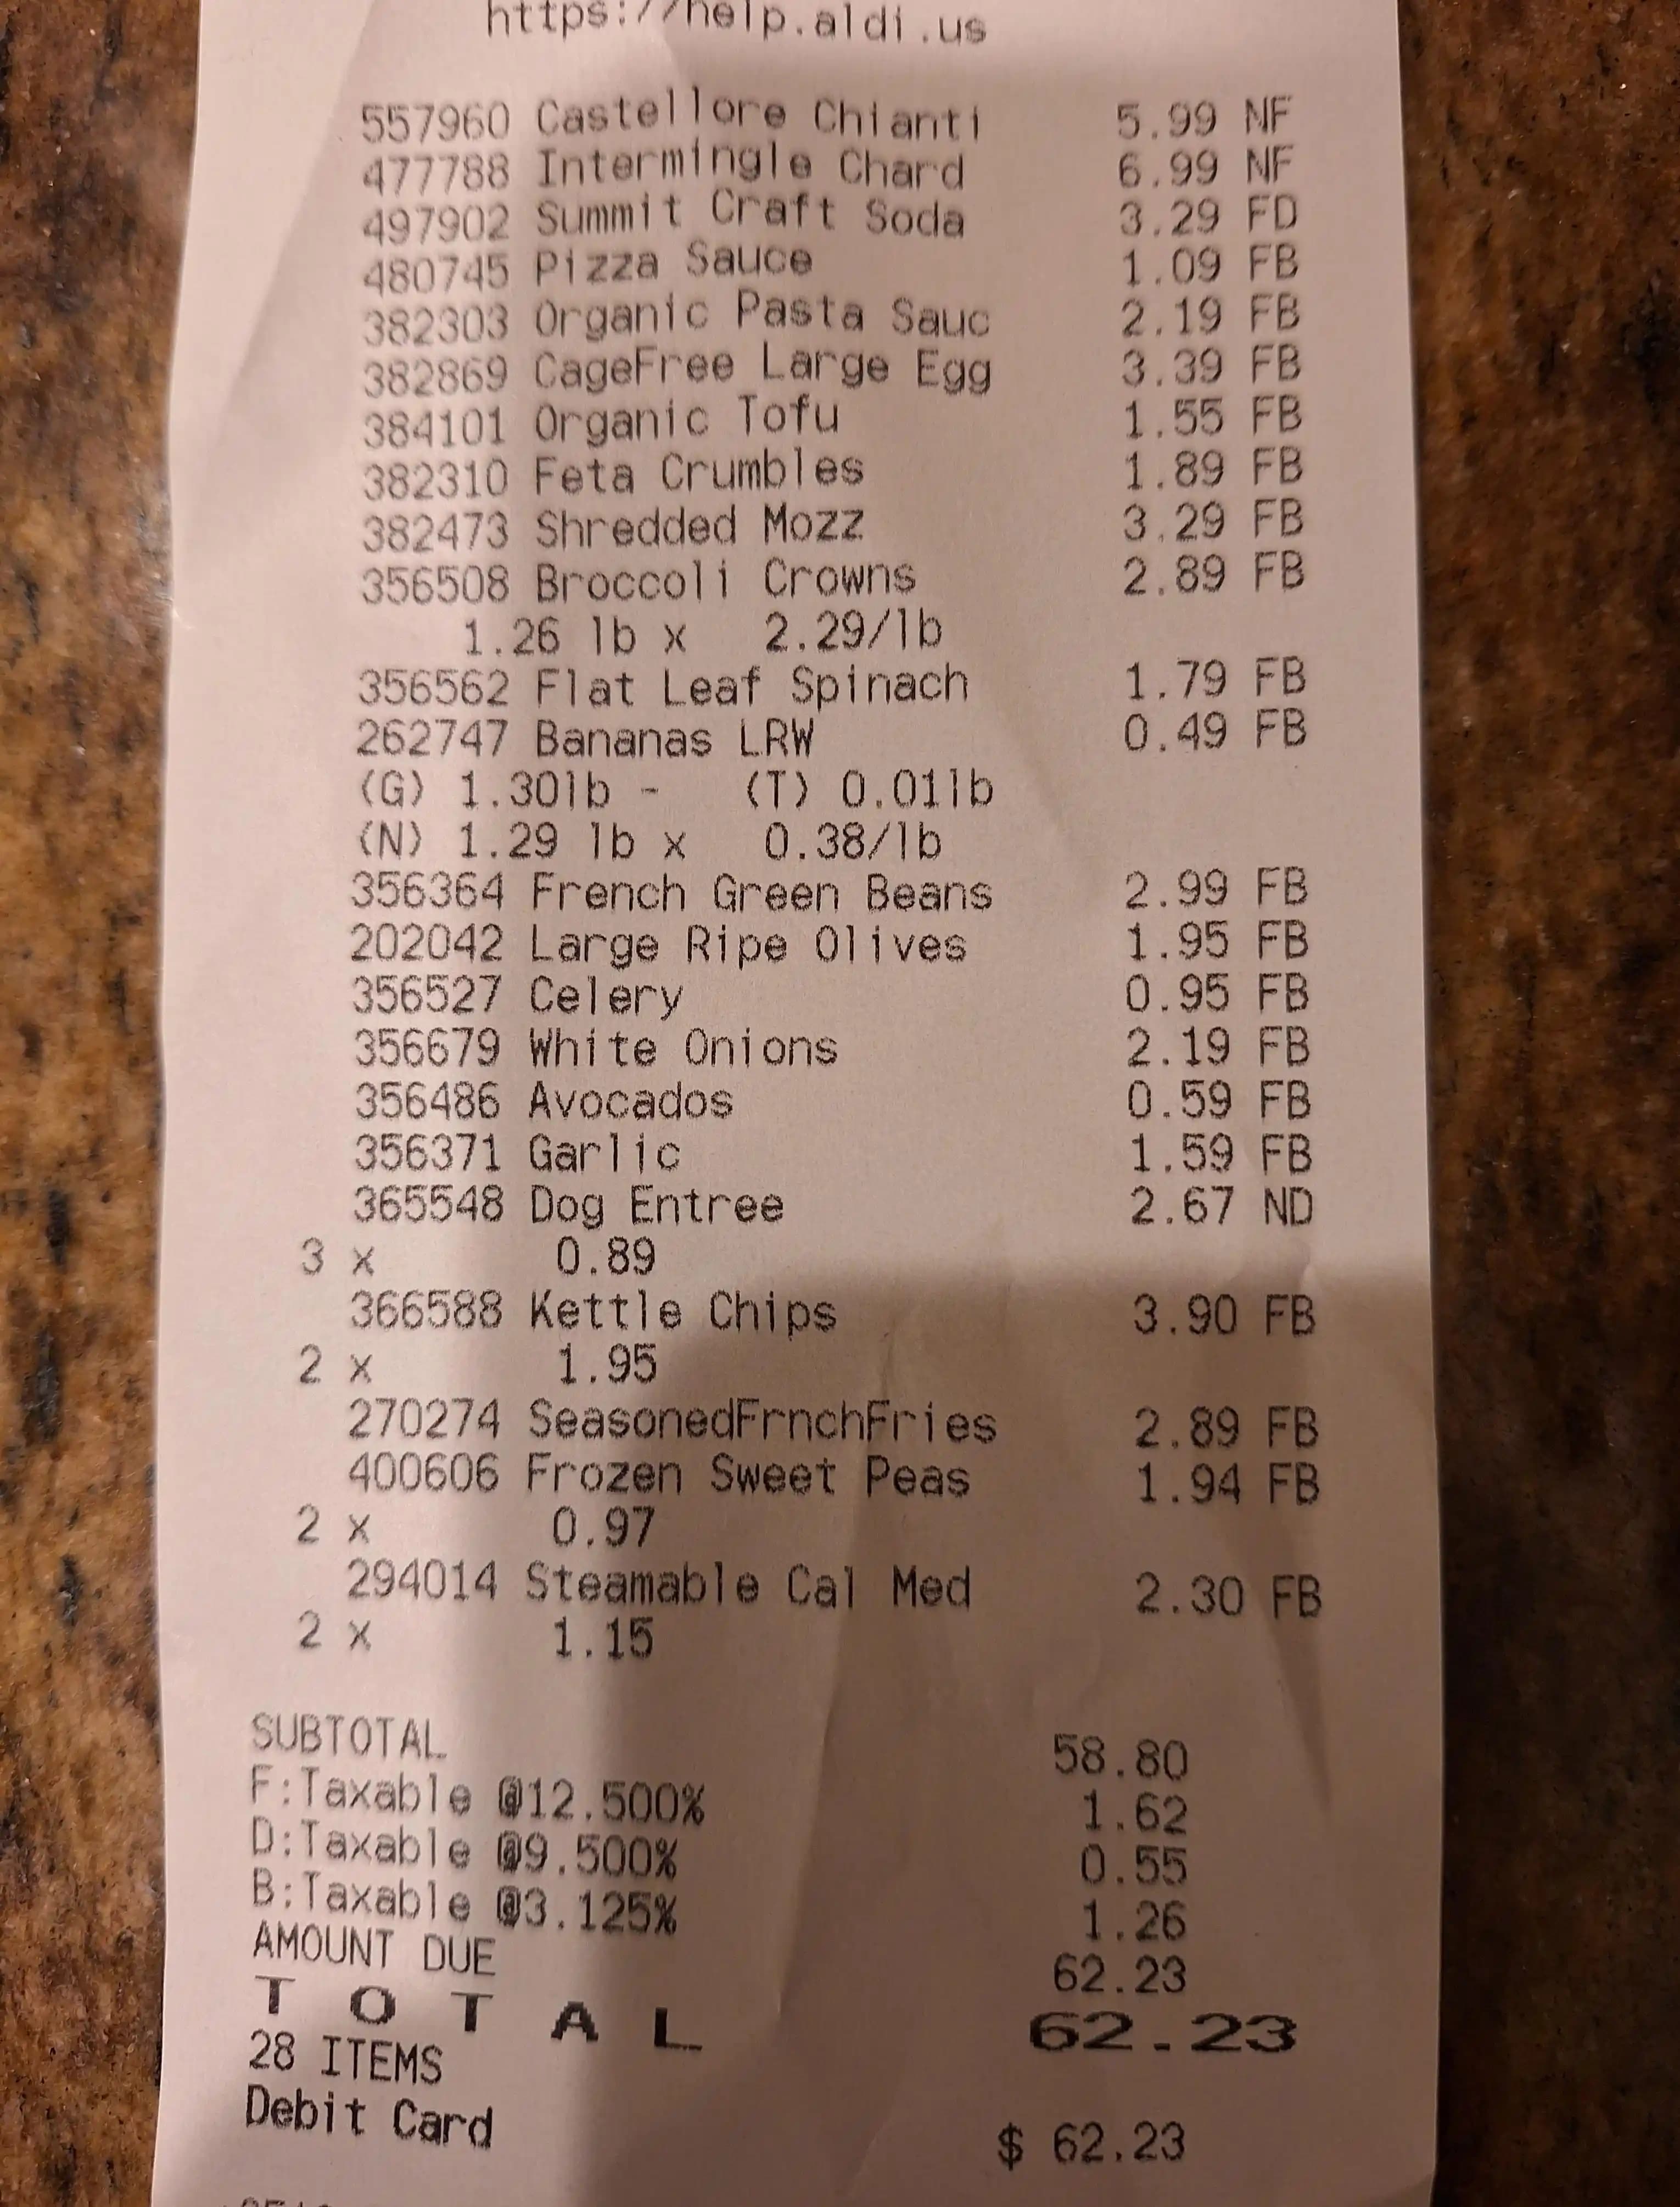 https://help.aldi.us
557960 Castellore Chianti 5.99 NF
477788 Intermingle Chard 6.99 NF
497902 Summit Craft Soda 3.29 FD
480745 Pizza Sauce 1.09 FB
382303 Organic Pasta Sauc 2.19 FB
382869 CageFree Large Egg 3.39 FB
384101 Organic Tofu 1.55 FB
382310 Feta Crumbles 1.89 FB
382473 Shredded Mozz 3.29 FB
356508 Broccoli Crowns 2.89 FB
1.26 lb x 2.29/lb
356562 Flat Leaf Spinach 1.79 FB
262747 Bananas LRW 0.49 FB
(G) 1.30lb - (T) 0.01lb
(N) 1.29 lb x 0.38/lb
356364 French Green Beans 2.99 FB
202042 Large Ripe Olives 1.95 FB
356527 Celery 0.95 FB
356679 White Onions 2.19 FB
356486 Avocados 0.59 FB
356371 Garlic 1.59 FB
365548 Dog Entree 2.67 ND
3 x 0.89
366588 Kettle Chips 3.90 FB
2 x 1.95
270274 SeasonedFrnchFries 2.89 FB
400606 Frozen Sweet Peas 1.94 FB
2 x 0.97
294014 Steamable Cal Med 2.30 FB
2 x 1.15
SUBTOTAL 58.80
F:Taxable @12.500% 1.62
D:Taxable @9.500% 0.55
B:Taxable @3.125% 1.26
AMOUNT DUE 62.23
T O T A L 62.23
28 ITEMS
Debit Card $ 62.23